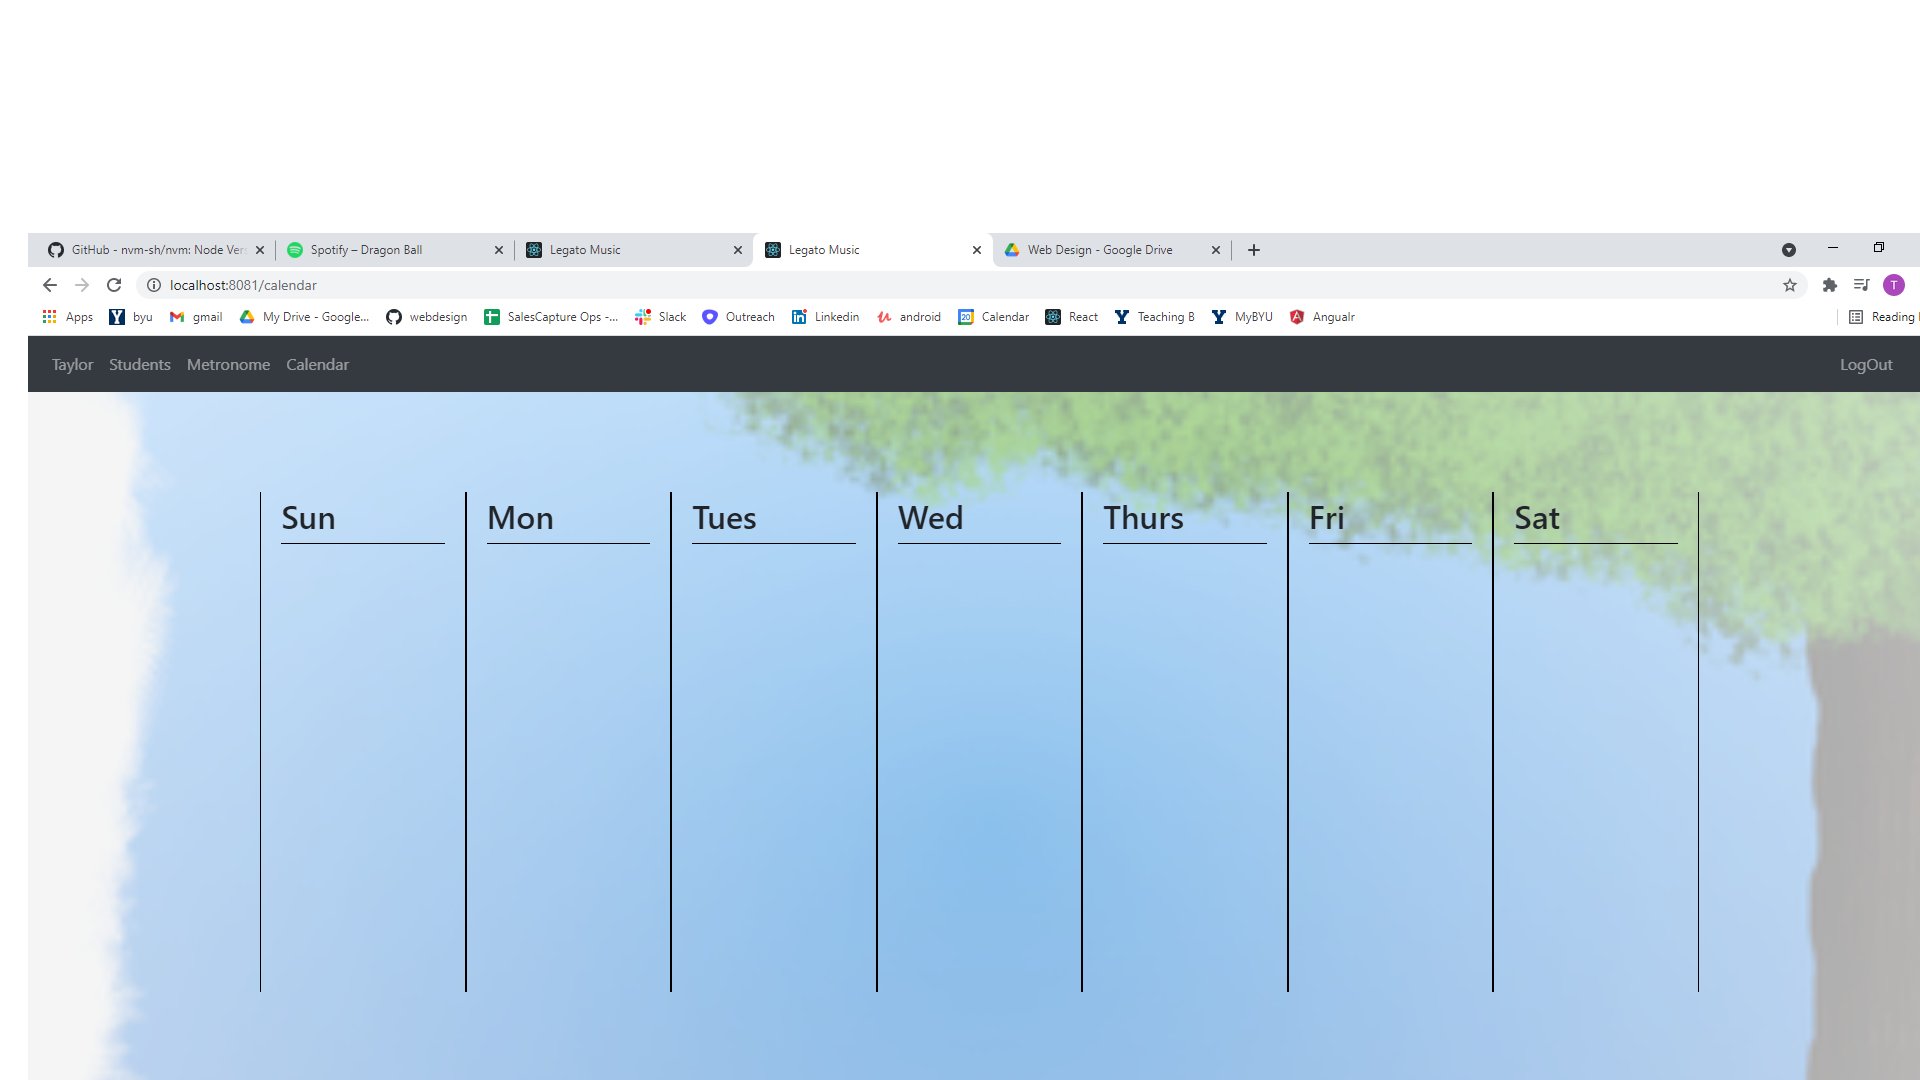 GitHub - nvm-sh/nvm: Node Vers Spotify – Dragon Ball Legato Music Legato Music Web Design - Google Drive
localhost:8081/calendar T
Apps byu gmail My Drive - Google... webdesign SalesCapture Ops -... Slack Outreach Linkedin android 20 Calendar React Teaching B MyBYU Angualr Reading
Taylor Students Metronome Calendar LogOut
Sun Mon Tues Wed Thurs Fri Sat